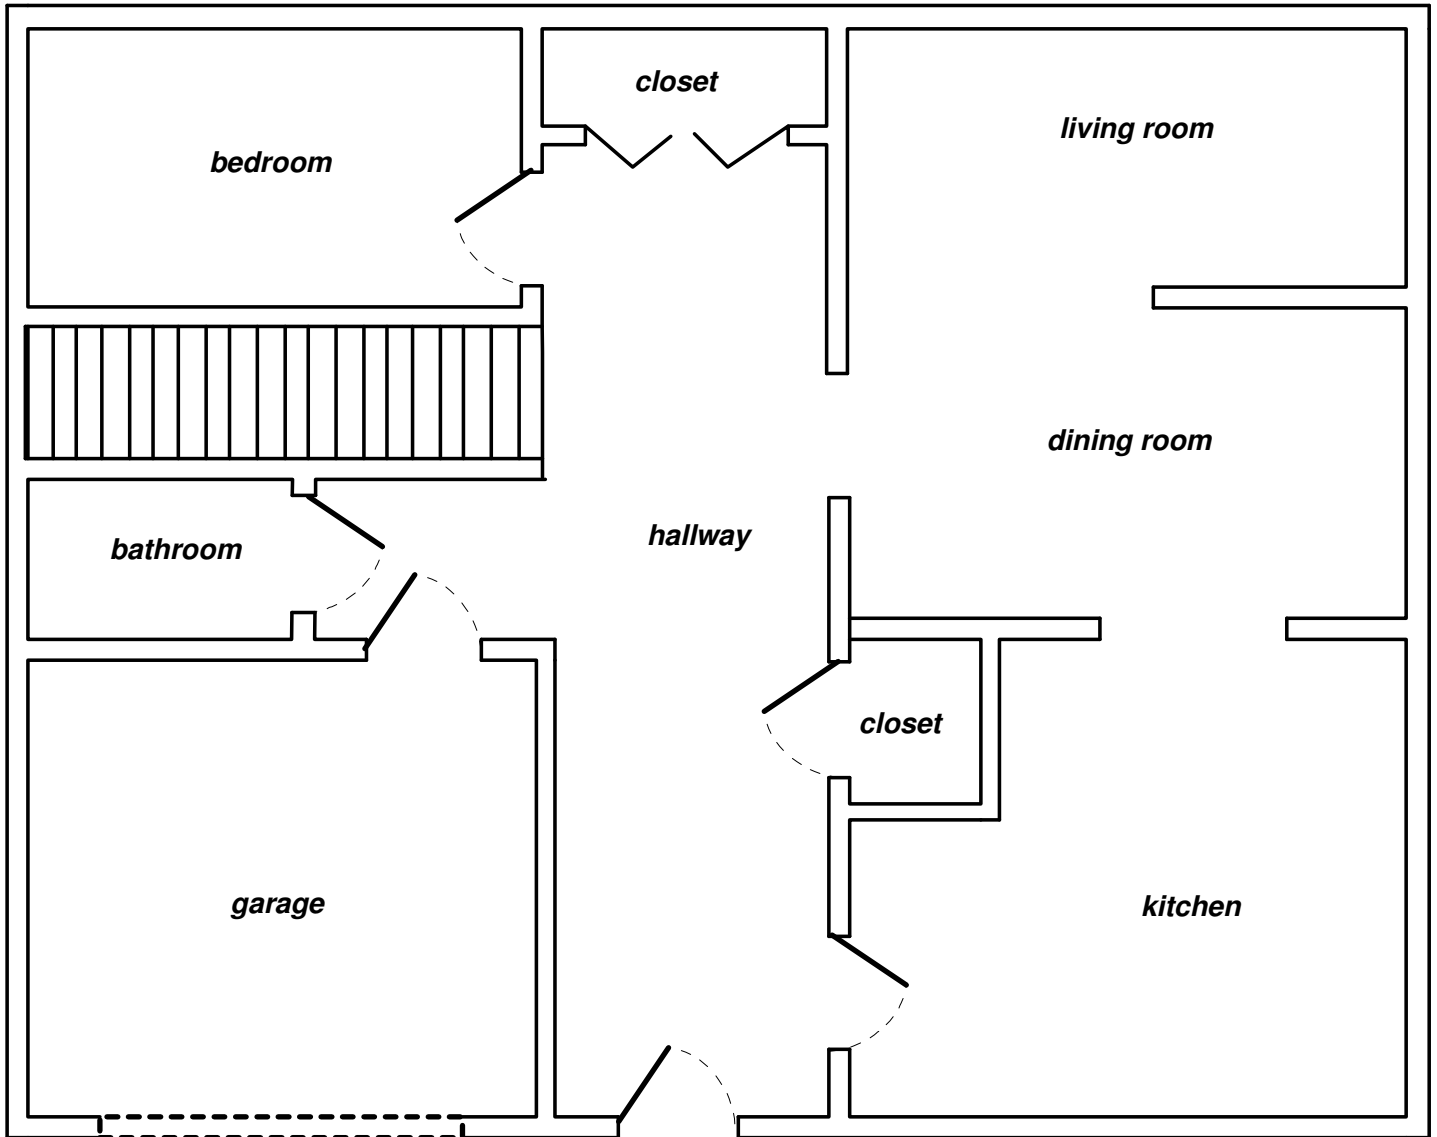 closet
living room
bedroom
dining room
hallway
bathroom
closet
garage
kitchen